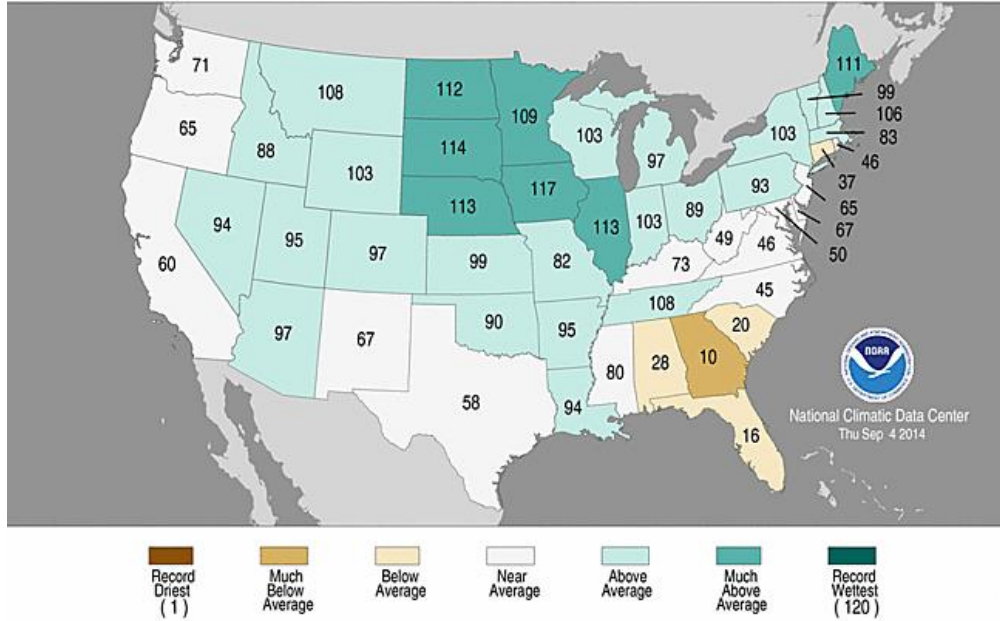 71
108
112
109
111
99
106
83
46
37
65
67
50
65
88
103
114
103
97
103
93
113
117
113
103
89
94
95
97
99
82
73
49
46
45
60
97
67
90
95
108
20
58
94
80
28
10
16
NOAA
National Climatic Data Center
Thu Sep 4 2014
Record
Driest
(1)
Much
Below
Average
Below
Average
Near
Average
Above
Average
Much
Above
Average
Record
Wettest
(120)